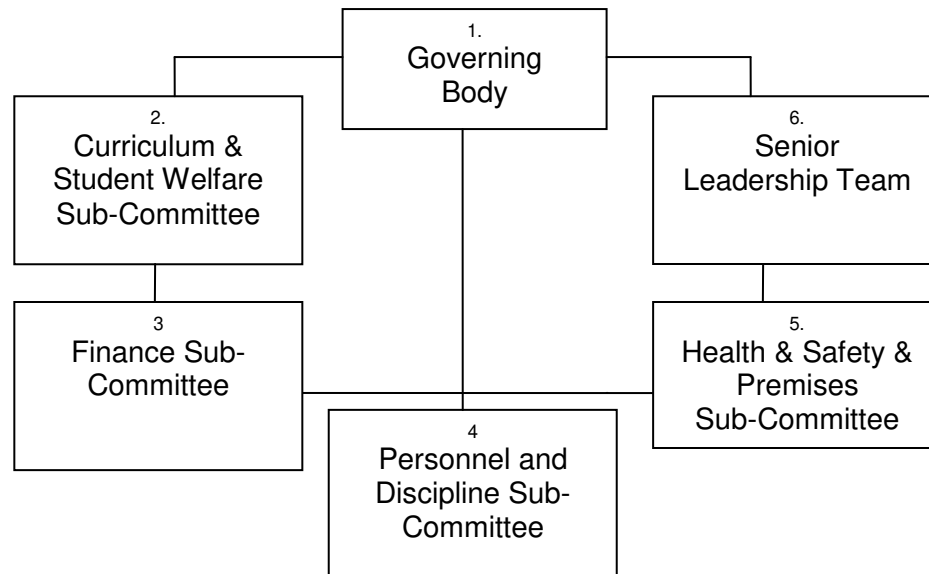 1.
Governing
Body
2.
Curriculum &
Student Welfare
Sub-Committee
3
Finance Sub-
Committee
4
Personnel and
Discipline Sub-
Committee
5.
Health & Safety &
Premises
Sub-Committee
6.
Senior
Leadership Team